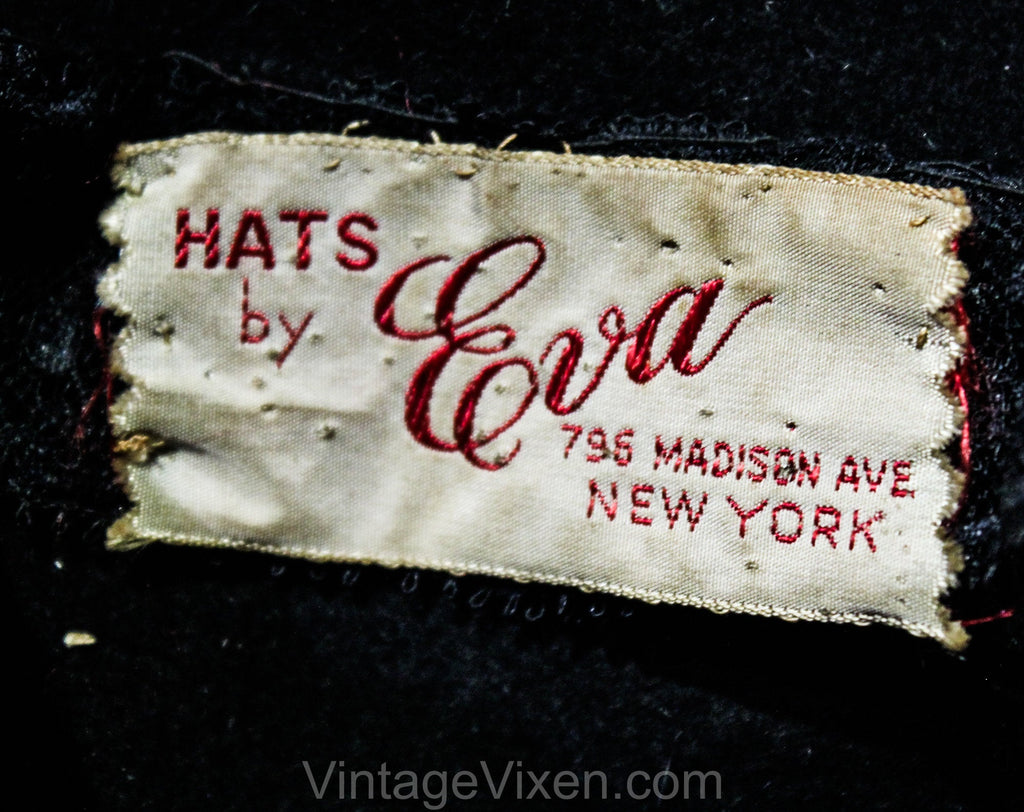 HATS
by
Eva
796 MADISON AVE
NEW YORK
VintageVixen.com